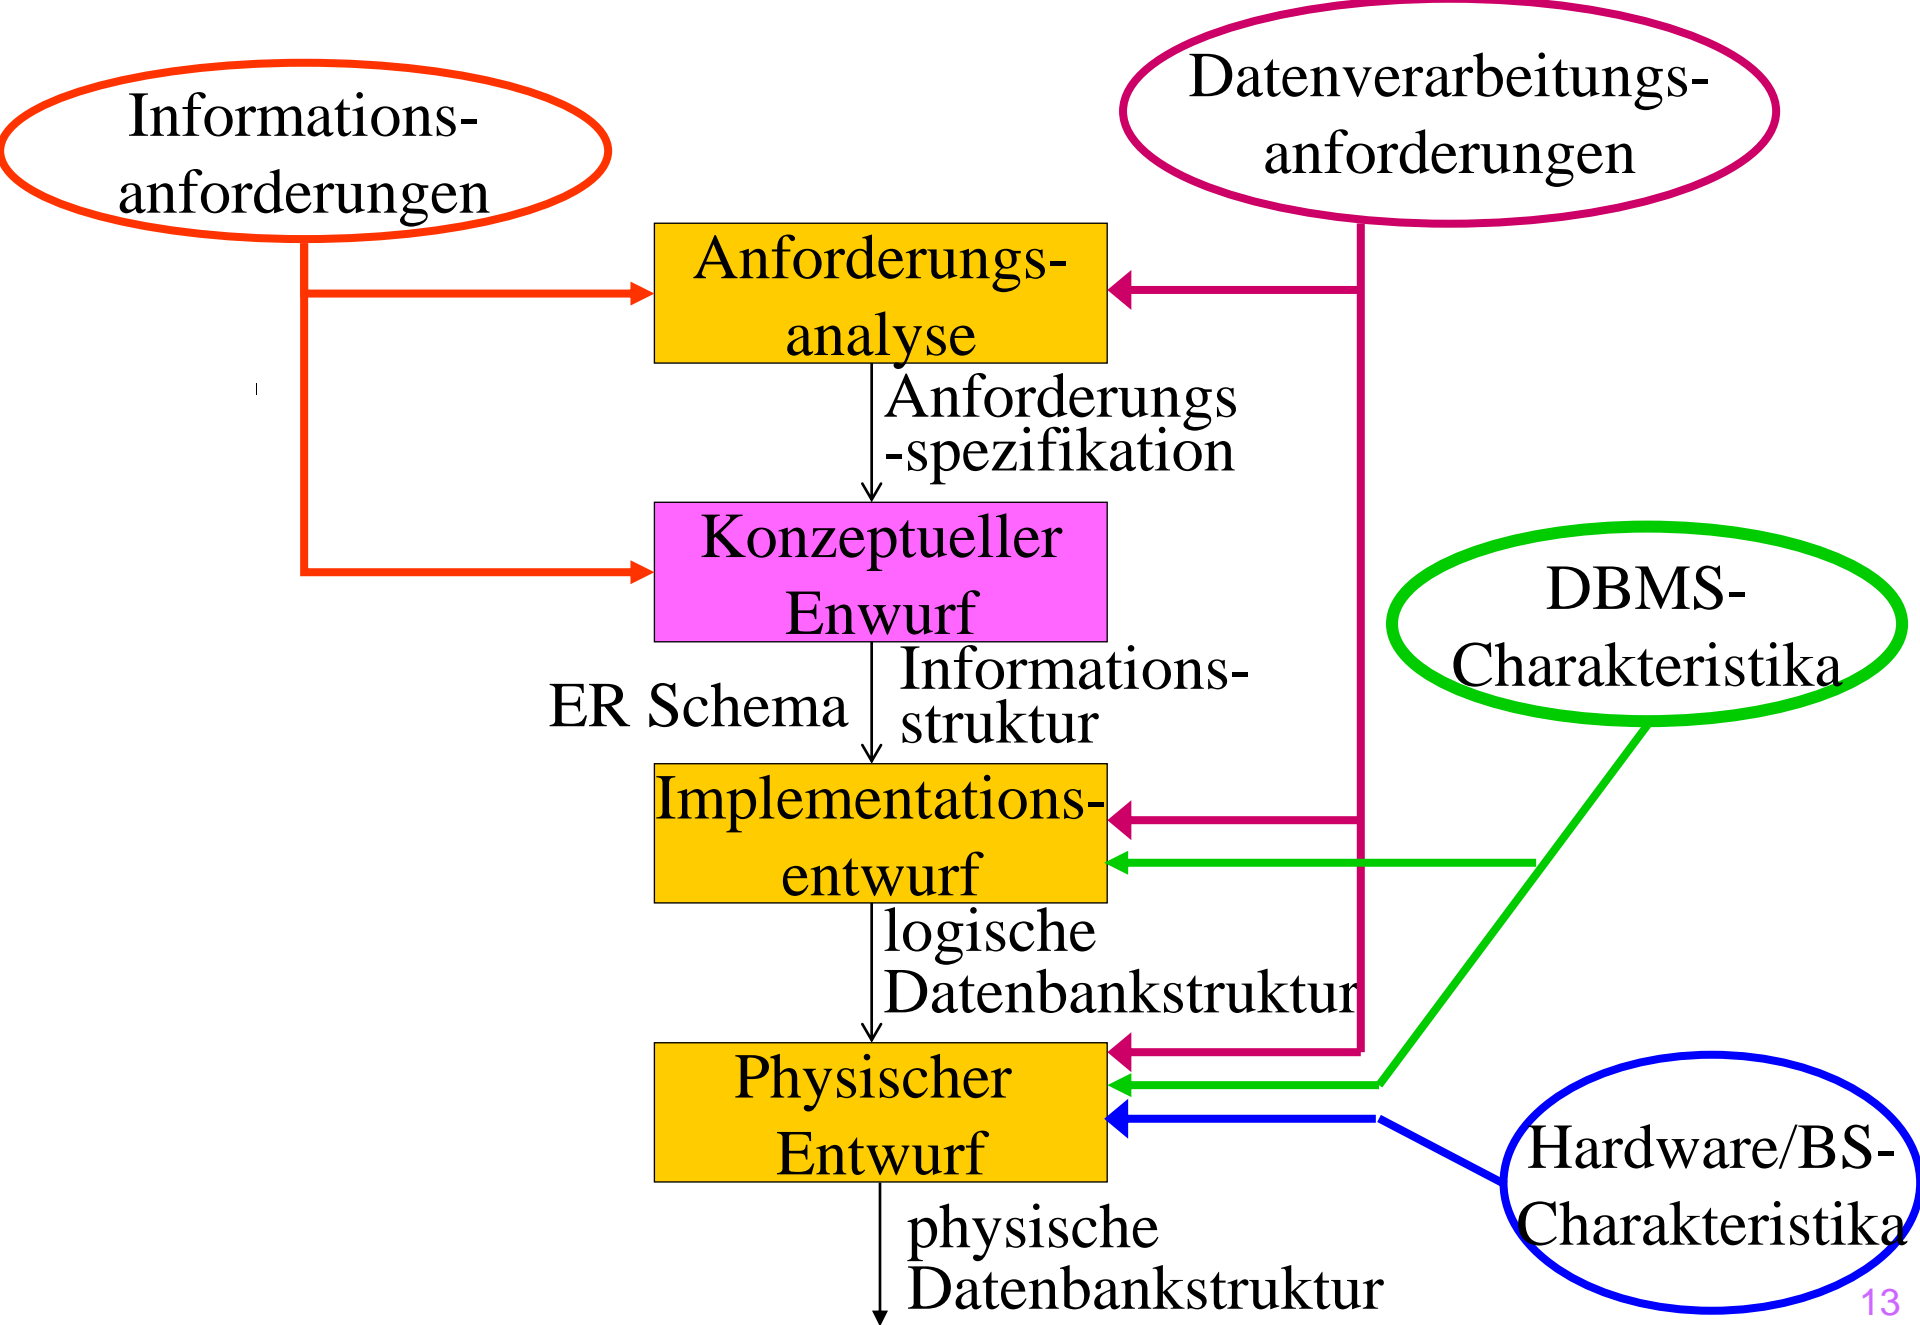 Informations-
anforderungen
Datenverarbeitungs-
anforderungen
Anforderungs-
analyse
Anforderungs
-spezifikation
Konzeptueller
Enwurf
DBMS-
Charakteristika
ER Schema
Informations-
struktur
Implementations-
entwurf
logische
Datenbankstruktur
Physischer
Entwurf
Hardware/BS-
Charakteristika
physische
Datenbankstruktur
13